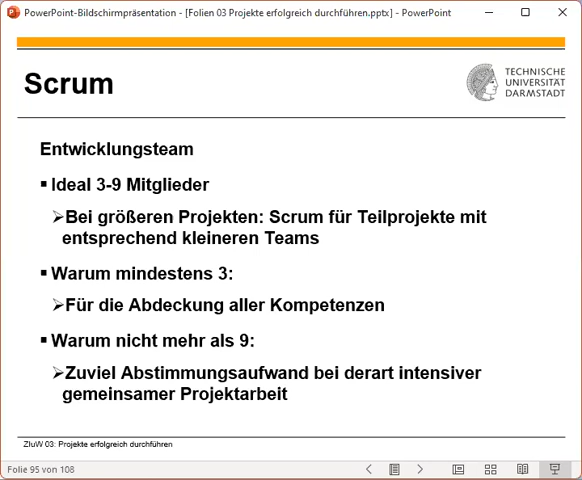 PowerPoint-Bildschirmpräsentation - [Folien 03 Projekte erfolgreich durchführen.pptx] - PowerPoint
Scrum
TECHNISCHE
UNIVERSITÄT
DARMSTADT
Entwicklungsteam
▪ Ideal 3-9 Mitglieder
➢Bei größeren Projekten: Scrum für Teilprojekte mit
entsprechend kleineren Teams
▪ Warum mindestens 3:
➢Für die Abdeckung aller Kompetenzen
▪ Warum nicht mehr als 9:
➢Zuviel Abstimmungsaufwand bei derart intensiver
gemeinsamer Projektarbeit
ZIuW 03: Projekte erfolgreich durchführen
Folie 95 von 108